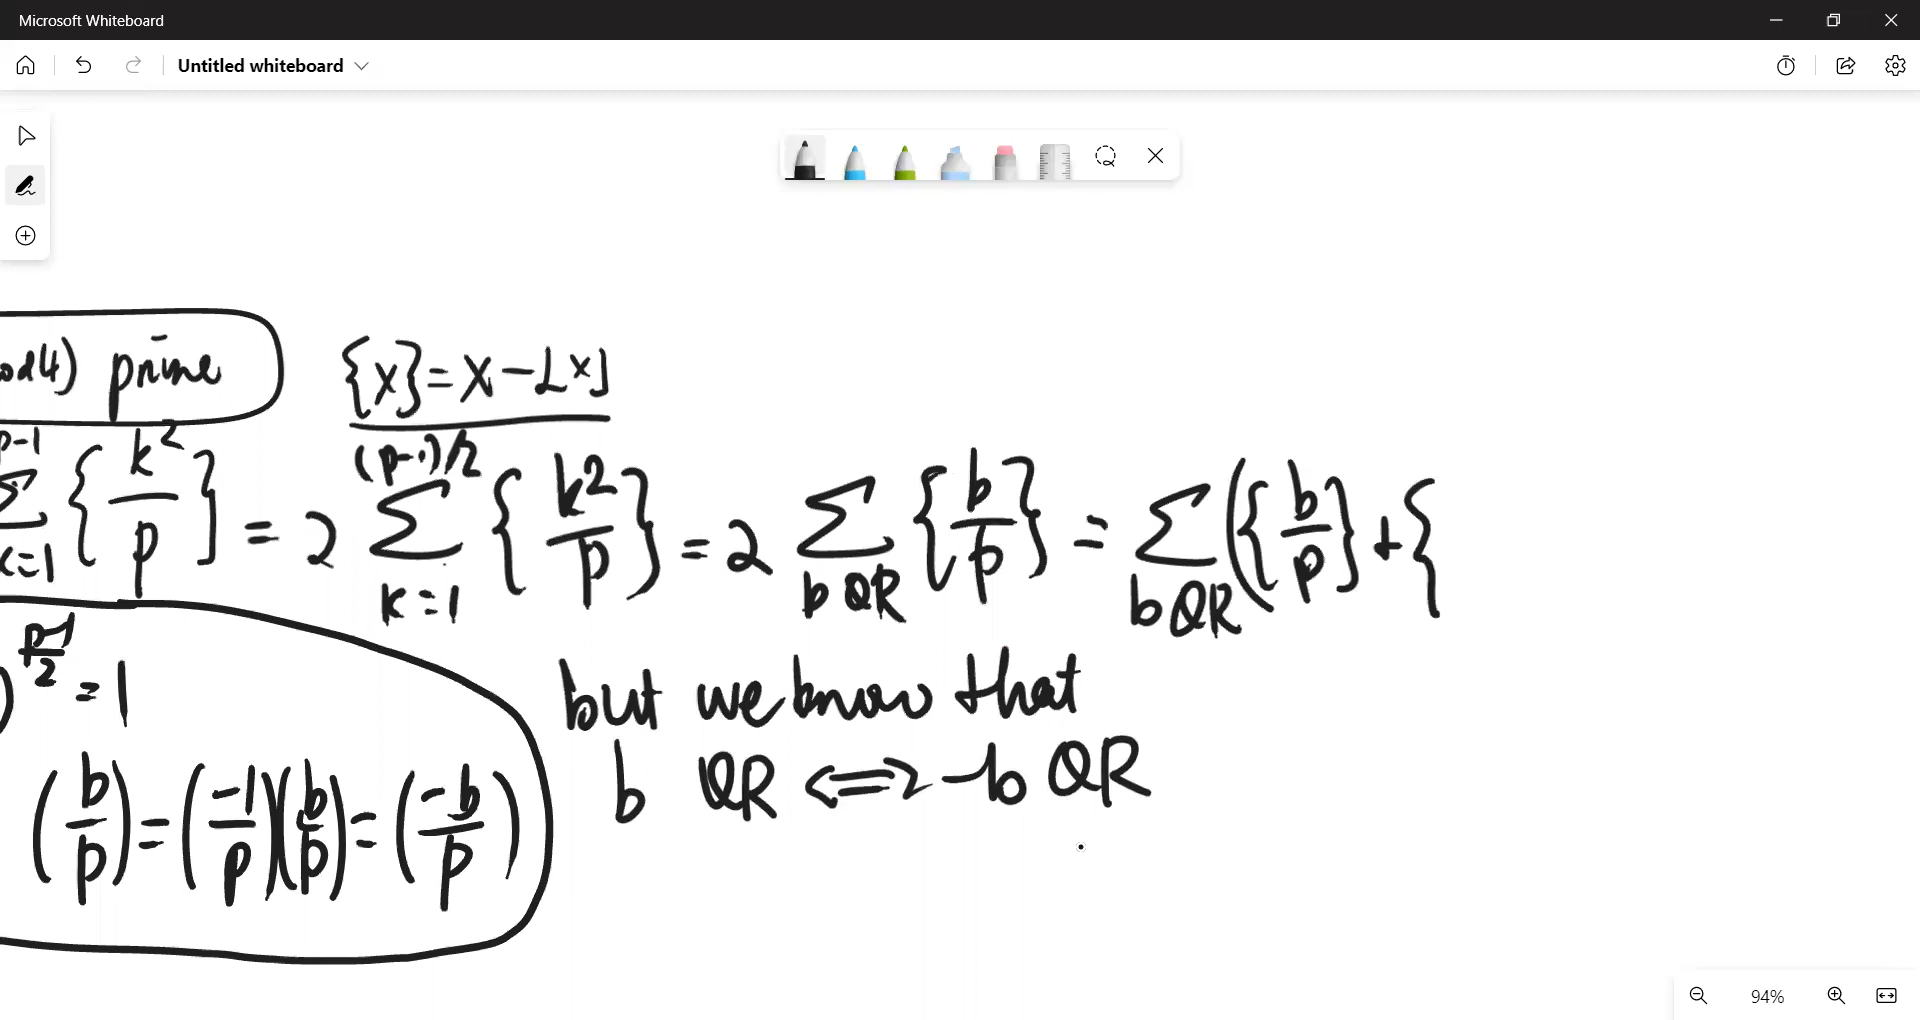 Microsoft Whiteboard
Untitled whiteboard
od4) prime
{x}=x-⌊x⌋
p-1 ∑ k=1 {k²/p} = 2 (p-1)/2 ∑ k=1 {k²/p} = 2 ∑ b QR {b/p} = ∑ b QR ({b/p} + {
) p-1/2 = 1
but we know that
b QR ⟺ -b QR
(b/p) = (-1/p)(b/p) = (-b/p)
94%